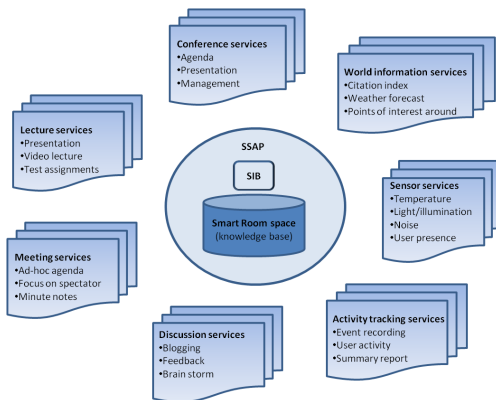 Conference services
•Agenda
•Presentation
•Management
World information services
•Citation index
•Weather forecast
•Points of interest around
Lecture services
•Presentation
•Video lecture
•Test assignments
SSAP
SIB
Smart Room space
(knowledge base)
Sensor services
•Temperature
•Light/illumination
•Noise
•User presence
Meeting services
•Ad-hoc agenda
•Focus on spectator
•Minute notes
Discussion services
•Blogging
•Feedback
•Brain storm
Activity tracking services
•Event recording
•User activity
•Summary report